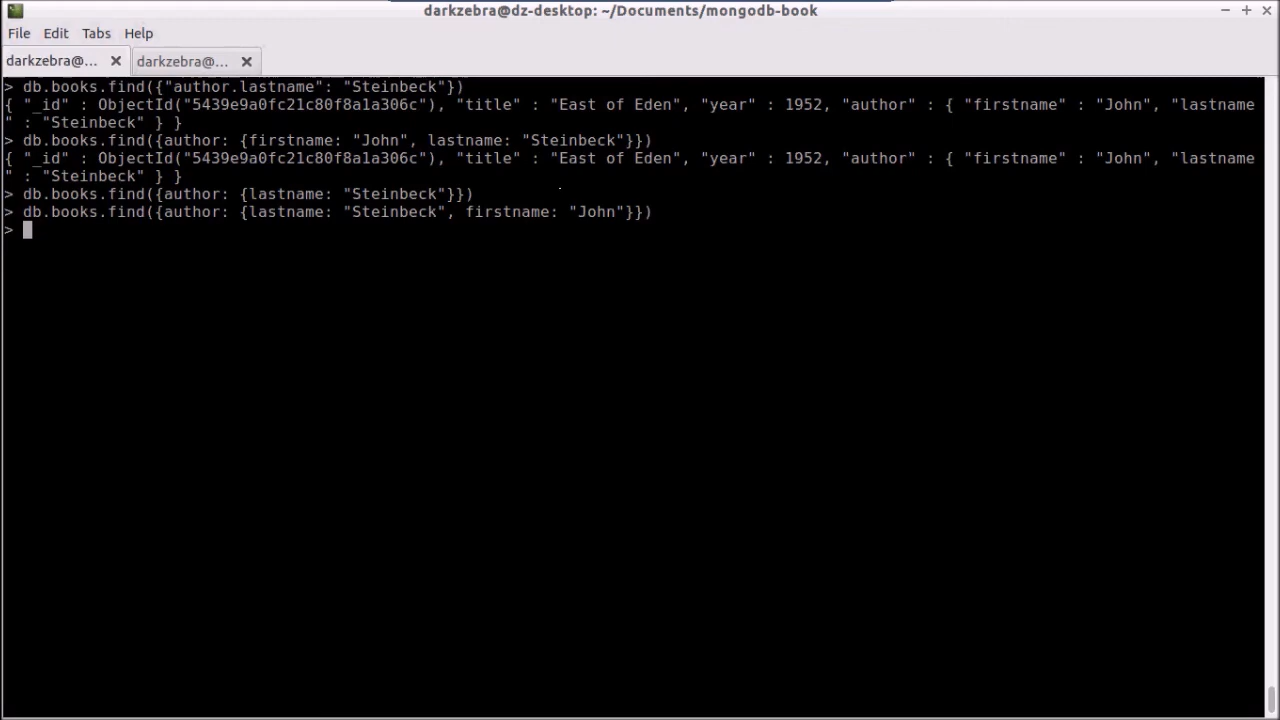 darkzebra@dz-desktop: ~/Documents/mongodb-book
File Edit Tabs Help
darkzebra@... darkzebra@...
> db.books.find({"author.lastname": "Steinbeck"})
{ "_id" : ObjectId("5439e9a0fc21c80f8a1a306c"), "title" : "East of Eden", "year" : 1952, "author" : { "firstname" : "John", "lastname
" : "Steinbeck" } }
> db.books.find({author: {firstname: "John", lastname: "Steinbeck"}})
{ "_id" : ObjectId("5439e9a0fc21c80f8a1a306c"), "title" : "East of Eden", "year" : 1952, "author" : { "firstname" : "John", "lastname
" : "Steinbeck" } }
> db.books.find({author: {lastname: "Steinbeck"}})
> db.books.find({author: {lastname: "Steinbeck", firstname: "John"}})
>